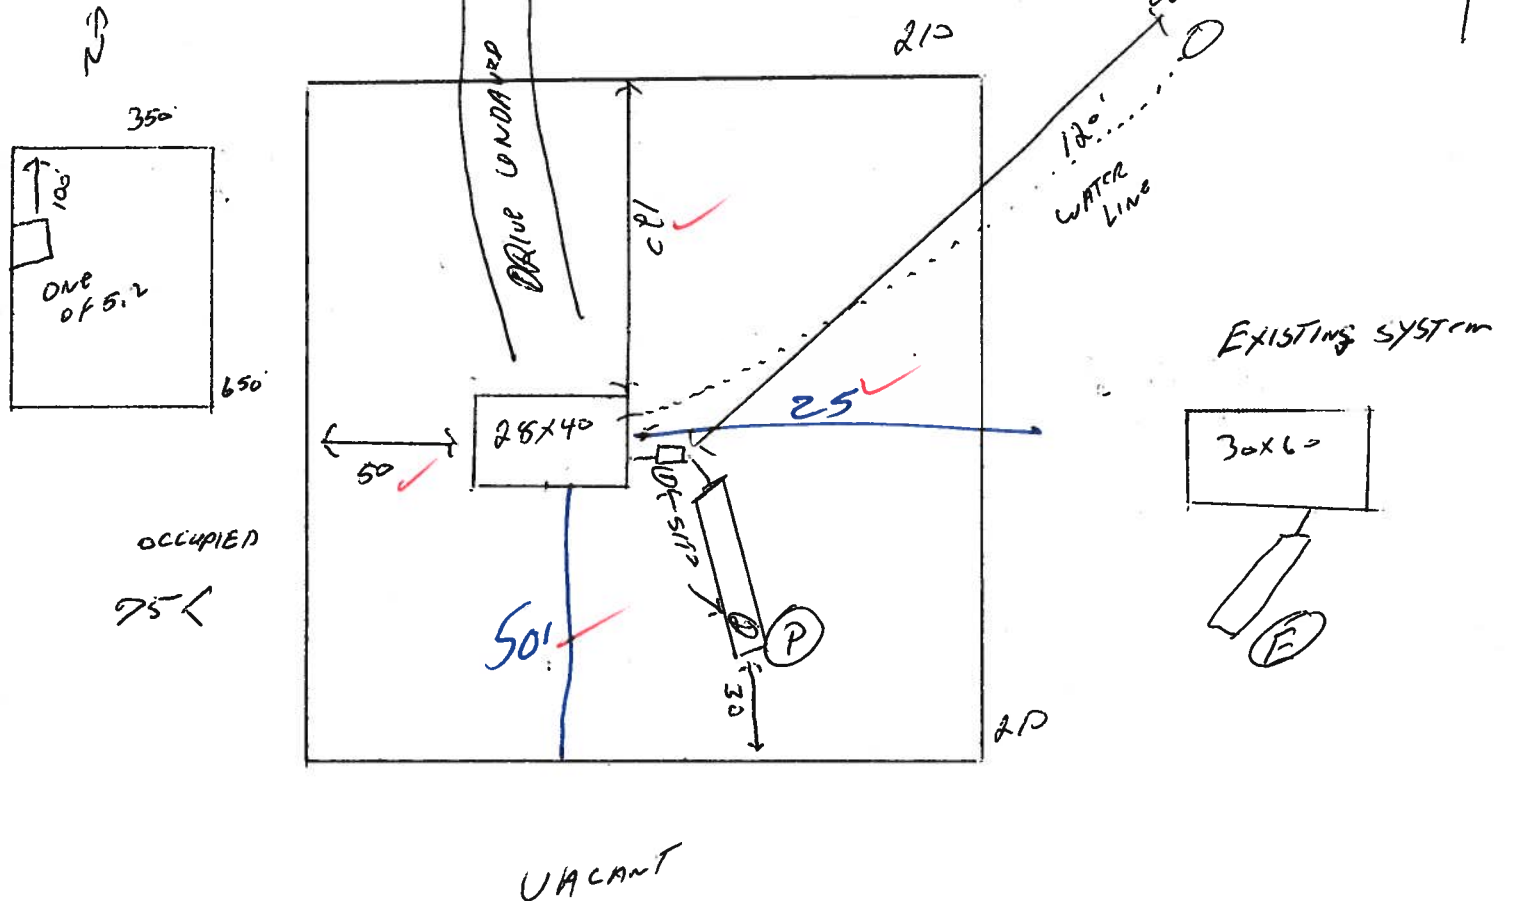 N
210
350'
100'
ONE
OF 5.2
650'
120'
WATER
LINE
EXISTING SYSTEM
25
28X40
50
30X60
OCCUPIED
75<
50'
P
E
30
210
VACANT